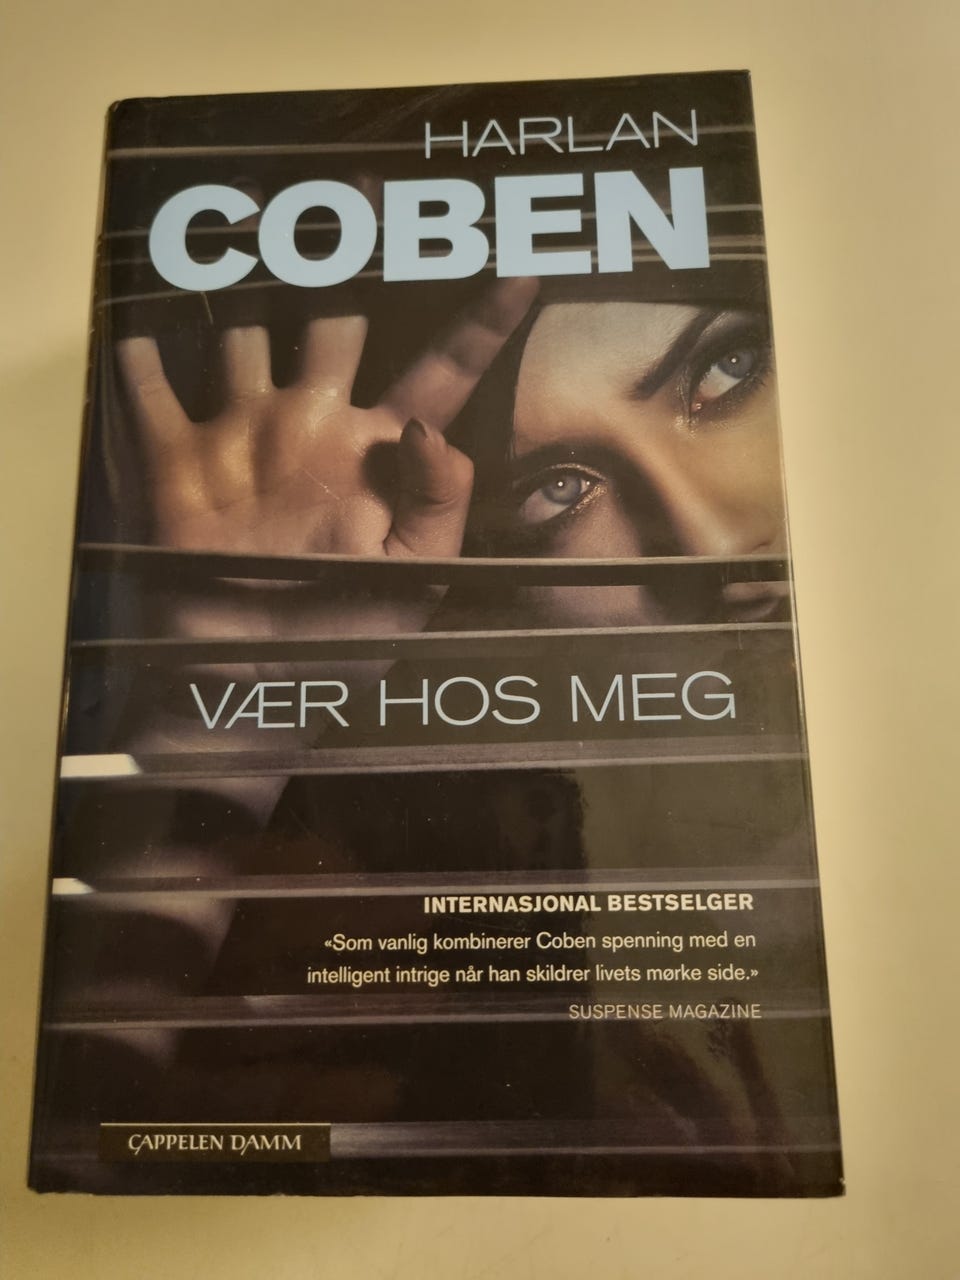 HARLAN
COBEN
VÆR HOS MEG
INTERNASJONAL BESTSELGER
«Som vanlig kombinerer Coben spenning med en
intelligent intrige når han skildrer livets mørke side.»
SUSPENSE MAGAZINE
CAPPELEN DAMM